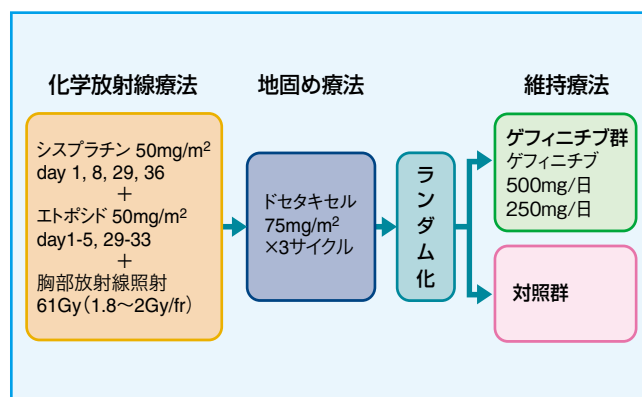 化学放射線療法
シスプラチン 50mg/m²
day 1, 8, 29, 36
+
エトポシド 50mg/m²
day1-5, 29-33
+
胸部放射線照射
61Gy(1.8〜2Gy/fr)
地固め療法
ドセタキセル
75mg/m²
×3サイクル
ランダム化
維持療法
ゲフィニチブ群
ゲフィニチブ
500mg/日
250mg/日
対照群